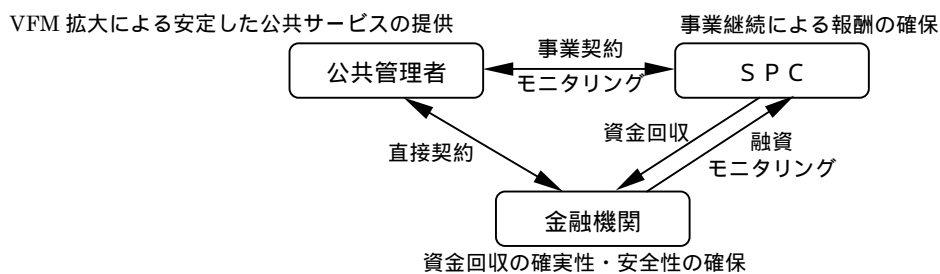 VFM 拡大による安定した公共サービスの提供
事業継続による報酬の確保
事業契約
公共管理者
ＳＰＣ
モニタリング
資金回収
融資
直接契約
モニタリング
金融機関
資金回収の確実性・安全性の確保